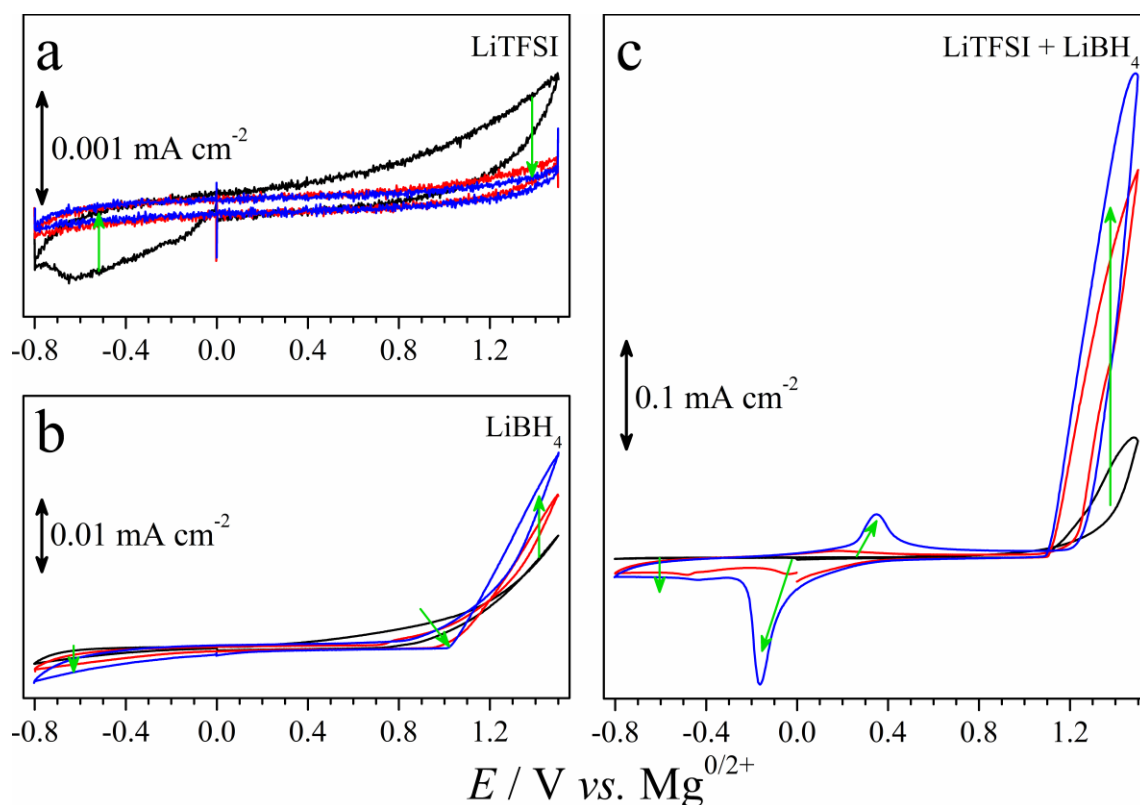 a
LiTFSI
0.001 mA cm⁻²
-0.8 -0.4 0.0 0.4 0.8 1.2
b
LiBH₄
0.01 mA cm⁻²
-0.8 -0.4 0.0 0.4 0.8 1.2
c
LiTFSI + LiBH₄
0.1 mA cm⁻²
-0.8 -0.4 0.0 0.4 0.8 1.2
E / V vs. Mg⁰ᐟ²⁺